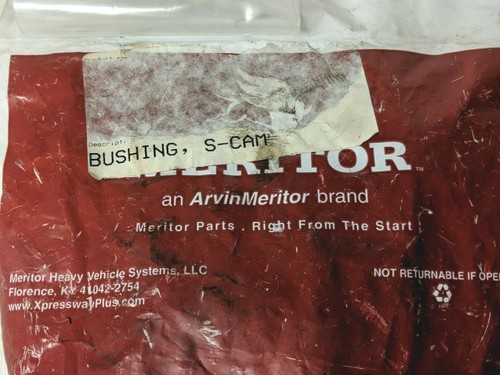 Descript
BUSHING, S-CAM
MERITOR
an ArvinMeritor brand
Meritor Parts . Right From The Start
Meritor Heavy Vehicle Systems, LLC
Florence, KY 41042-2754
www.XpresswayPlus.com
NOT RETURNABLE IF OPE